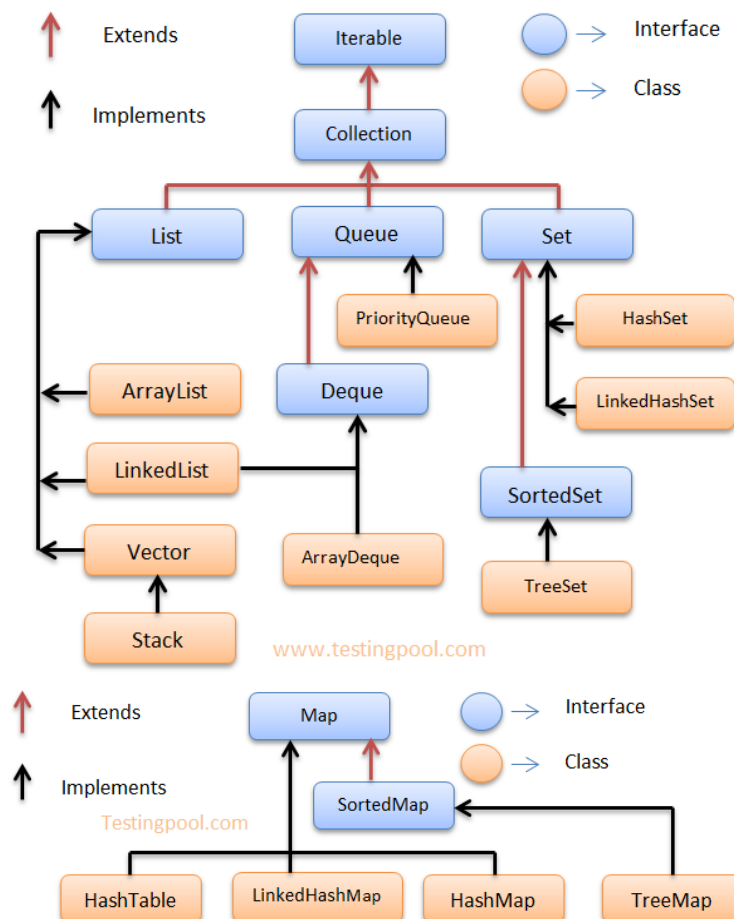 Extends
Iterable
Interface
Class
Implements
Collection
List
Queue
Set
PriorityQueue
HashSet
ArrayList
Deque
LinkedHashSet
LinkedList
SortedSet
Vector
ArrayDeque
TreeSet
Stack
www.testingpool.com
Extends
Map
Interface
Class
Implements
SortedMap
Testingpool.com
HashTable
LinkedHashMap
HashMap
TreeMap